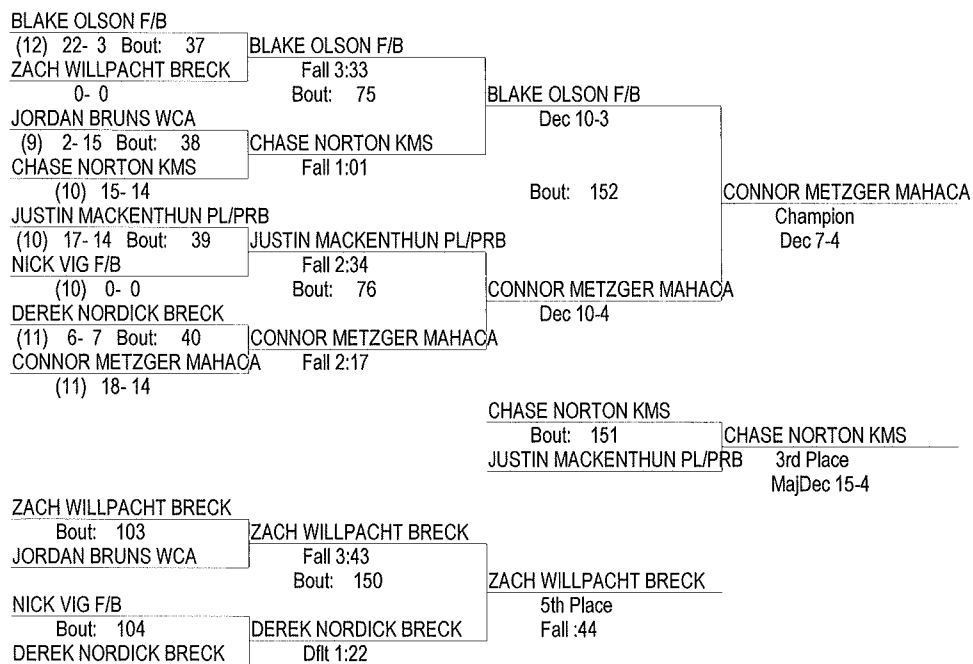 BLAKE OLSON F/B
(12) 22- 3 Bout: 37
ZACH WILLPACHT BRECK
0- 0
JORDAN BRUNS WCA
(9) 2- 15 Bout: 38
CHASE NORTON KMS
(10) 15- 14
JUSTIN MACKENTHUN PL/PRB
(10) 17- 14 Bout: 39
NICK VIG F/B
(10) 0- 0
DEREK NORDICK BRECK
(11) 6- 7 Bout: 40
CONNOR METZGER MAHACA
(11) 18- 14
BLAKE OLSON F/B
Fall 3:33
Bout: 75
CHASE NORTON KMS
Fall 1:01
JUSTIN MACKENTHUN PL/PRB
Fall 2:34
Bout: 76
CONNOR METZGER MAHACA
Fall 2:17
BLAKE OLSON F/B
Dec 10-3
Bout: 152
CONNOR METZGER MAHACA
Dec 10-4
CONNOR METZGER MAHACA
Champion
Dec 7-4
CHASE NORTON KMS
Bout: 151
JUSTIN MACKENTHUN PL/PRB
CHASE NORTON KMS
3rd Place
MajDec 15-4
ZACH WILLPACHT BRECK
Bout: 103
JORDAN BRUNS WCA
NICK VIG F/B
Bout: 104
DEREK NORDICK BRECK
ZACH WILLPACHT BRECK
Fall 3:43
Bout: 150
DEREK NORDICK BRECK
Dflt 1:22
ZACH WILLPACHT BRECK
5th Place
Fall :44